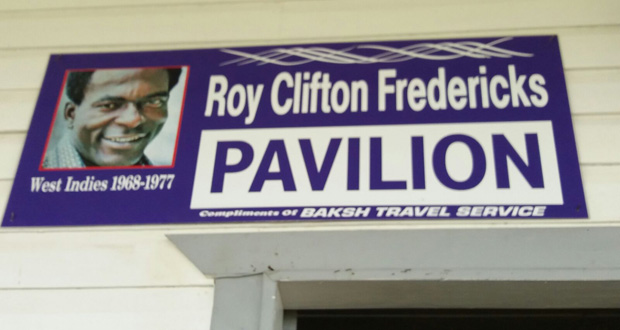 Roy Clifton Fredericks
PAVILION
West Indies 1968-1977
Compliments OF BAKSH TRAVEL SERVICE